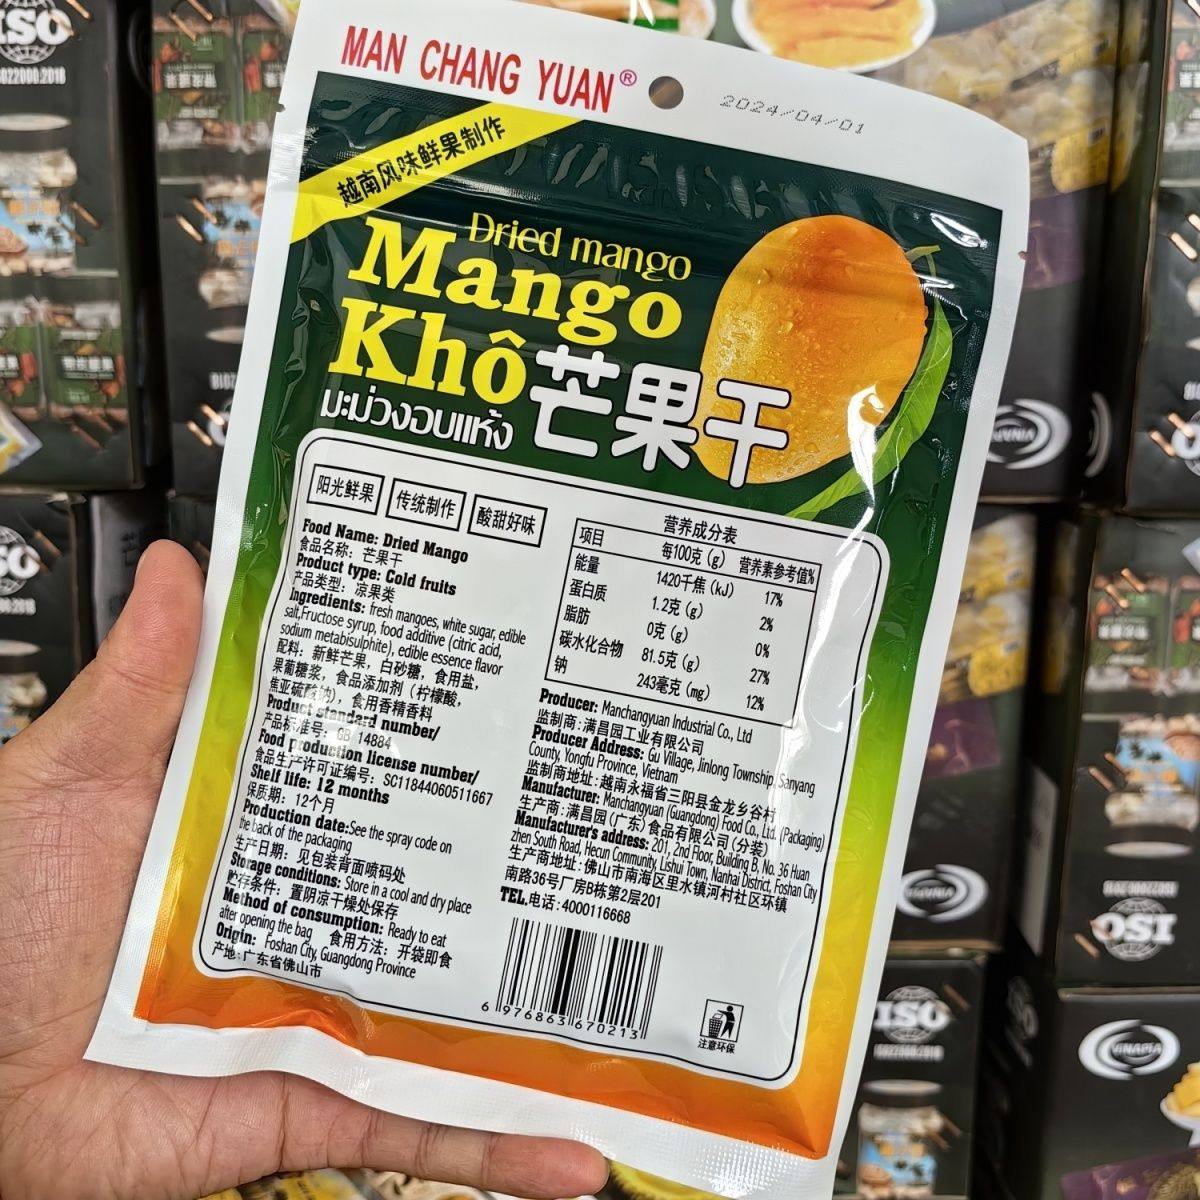 MAN CHANG YUAN®
2024/04/01
越南风味鲜果制作
Dried mango
Mango
Khô芒果干
มะม่วงอบแห้ง
阳光鲜果 传统制作 酸甜好味
Food Name: Dried Mango
食品名称：芒果干
Product type: Cold fruits
产品类型：凉果类
Ingredients: fresh mangoes, white sugar, edible
salt,Fructose syrup, food additive (citric acid,
sodium metabisulphite), edible essence flavor
配料：新鲜芒果，白砂糖，食用盐，
果葡糖浆，食品添加剂（柠檬酸，
焦亚硫酸钠），食用香精香料
Product standard number/
产品标准号：GB 14884
Food production license number/
食品生产许可证编号：SC11844060511667
Shelf life: 12 months
保质期：12个月
Production date:See the spray code on
the back of the packaging
生产日期：见包装背面喷码处
Storage conditions: Store in a cool and dry place
贮存条件：置阴凉干燥处保存
Method of consumption: Ready to eat
after opening the bag 食用方法：开袋即食
Origin: Foshan City, Guangdong Province
产地:广东省佛山市
营养成分表
项目 每100克（g） 营养素参考值%
能量 1420千焦（kJ） 17%
蛋白质 1.2克（g） 2%
脂肪 0克（g） 0%
碳水化合物 81.5克（g） 27%
钠 243毫克（mg） 12%
Producer: Manchangyuan Industrial Co., Ltd
监制商:满昌园工业有限公司
Producer Address: Gu Village, Jinlong Township, Sanyang
County, Yongfu Province, Vietnam
监制商地址:越南永福省三阳县金龙乡谷村
Manufacturer: Manchangyuan (Guangdong) Food Co., Ltd. (Packaging)
生产商:满昌园(广东)食品有限公司(分装)
Manufacturer's address: 201, 2nd Floor, Building B, No. 36 Huan
zhen South Road, Hecun Community, Lishui Town, Nanhai District, Foshan City
生产商地址:佛山市南海区里水镇河村社区环镇
南路36号厂房B栋第2层201
TEL.电话:4000116668
6 976863 670213
注意环保
ISO
ISO
VINAPIA
ISO
VINAPIA